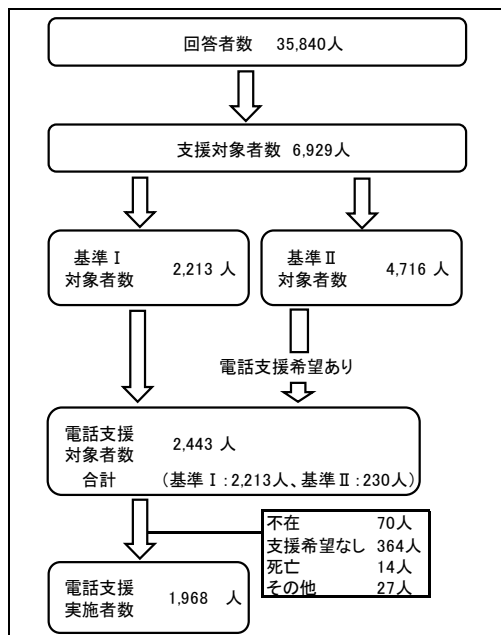 回答者数 35,840人
支援対象者数 6,929人
基準Ⅰ
対象者数 2,213 人
基準Ⅱ
対象者数 4,716 人
電話支援希望あり
電話支援
対象者数 2,443 人
合計 (基準Ⅰ:2,213人、基準Ⅱ:230人)
不在 70人
支援希望なし 364人
死亡 14人
その他 27人
電話支援
実施者数 1,968 人